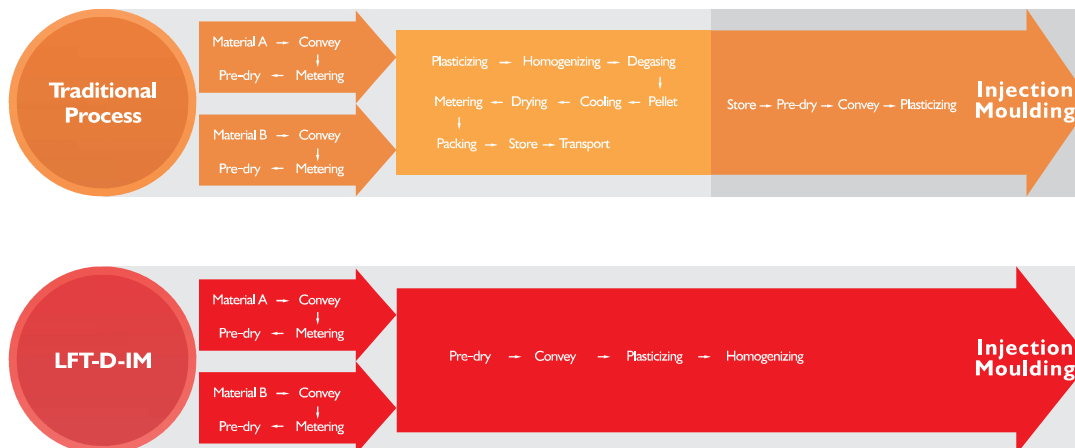 Traditional
Process
Material A → Convey
Pre-dry ← Metering
Material B → Convey
Pre-dry ← Metering
Plasticizing → Homogenizing → Degasing
Metering ← Drying ← Cooling ← Pellet
Packing → Store → Transport
Store → Pre-dry → Convey → Plasticizing
Injection
Moulding
LFT-D-IM
Material A → Convey
Pre-dry ← Metering
Material B → Convey
Pre-dry ← Metering
Pre-dry → Convey → Plasticizing → Homogenizing
Injection
Moulding